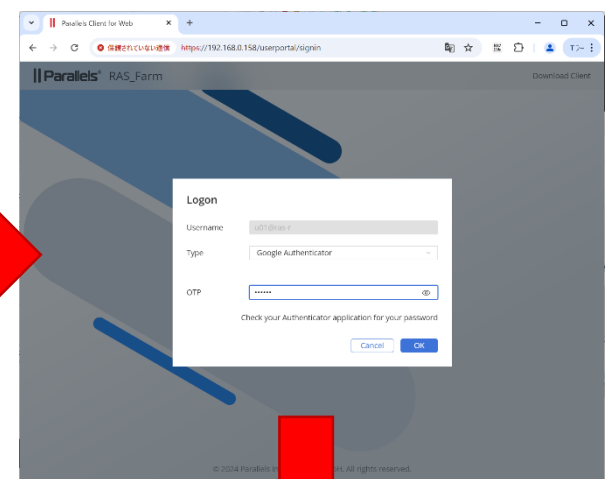 Parallels Client for Web
保護されていない通信 https://192.168.0.158/userportal/signin
Parallels® RAS_Farm
Download Client
Logon
Username u01@ras-r
Type Google Authenticator
OTP ••••••
Check your Authenticator application for your password
Cancel OK
© 2024 Parallels In All rights reserved.